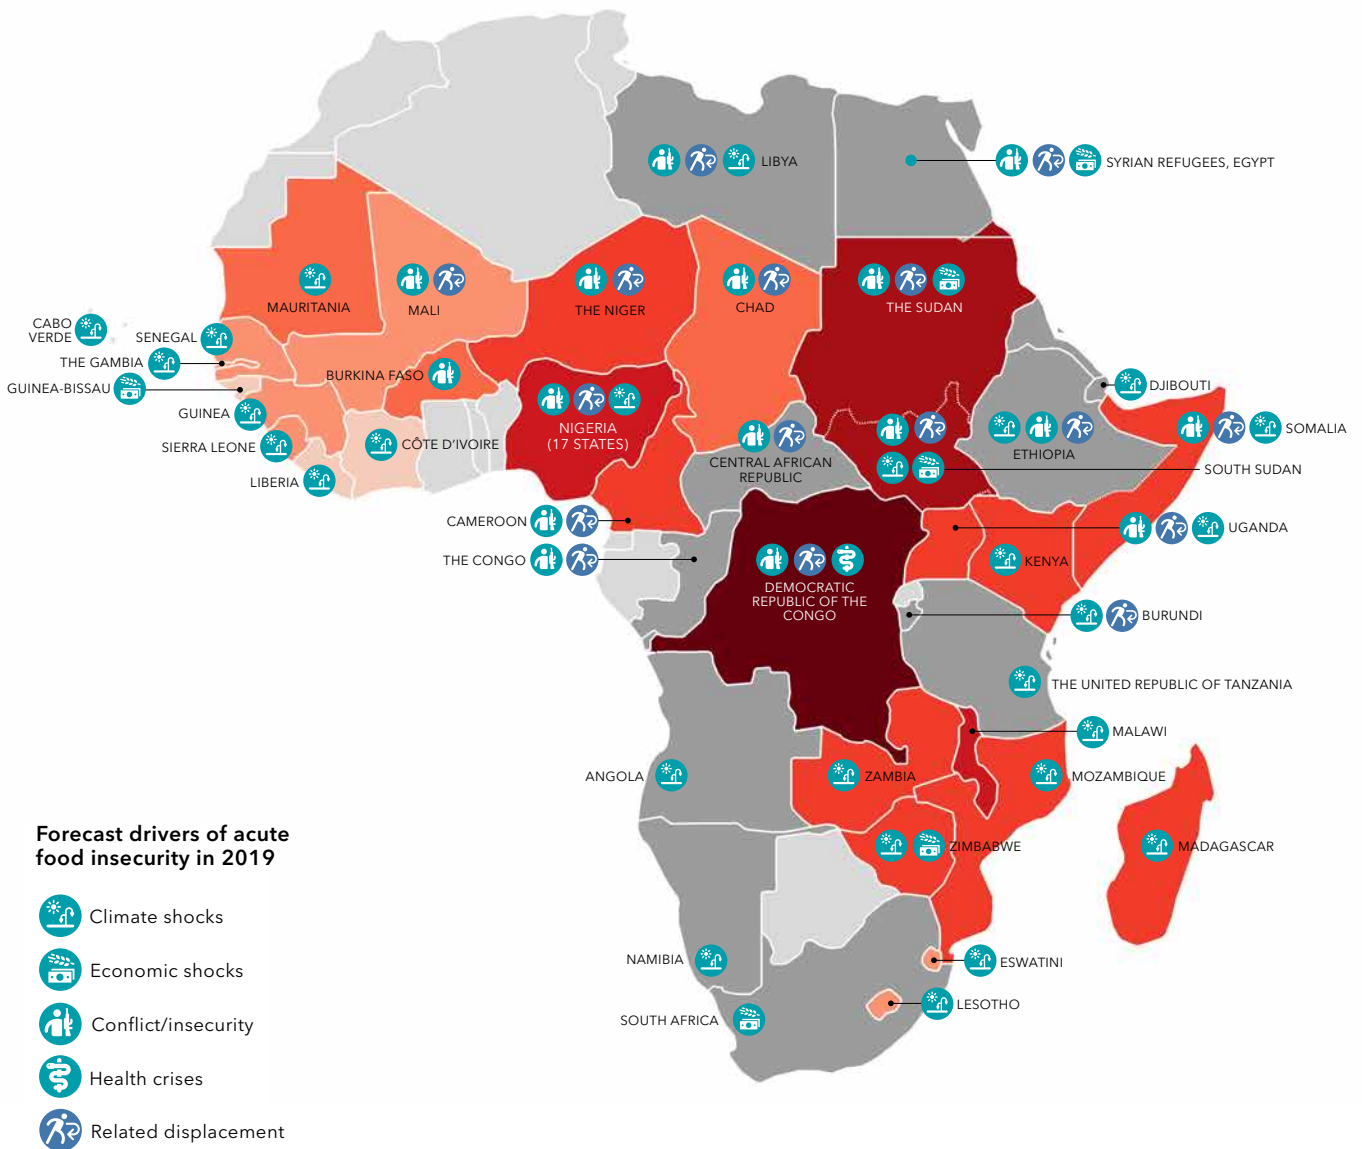 LIBYA
SYRIAN REFUGEES, EGYPT
MAURITANIA
MALI
THE NIGER
CHAD
THE SUDAN
CABO
VERDE
SENEGAL
THE GAMBIA
GUINEA-BISSAU
BURKINA FASO
DJIBOUTI
GUINEA
SIERRA LEONE
CÔTE D'IVOIRE
NIGERIA
(17 STATES)
SOMALIA
ETHIOPIA
CENTRAL AFRICAN
REPUBLIC
SOUTH SUDAN
LIBERIA
CAMEROON
UGANDA
THE CONGO
KENYA
DEMOCRATIC
REPUBLIC OF THE
CONGO
BURUNDI
THE UNITED REPUBLIC OF TANZANIA
MALAWI
ANGOLA
ZAMBIA
MOZAMBIQUE
ZIMBABWE
MADAGASCAR
NAMIBIA
ESWATINI
LESOTHO
SOUTH AFRICA
Forecast drivers of acute
food insecurity in 2019
Climate shocks
Economic shocks
Conflict/insecurity
Health crises
Related displacement